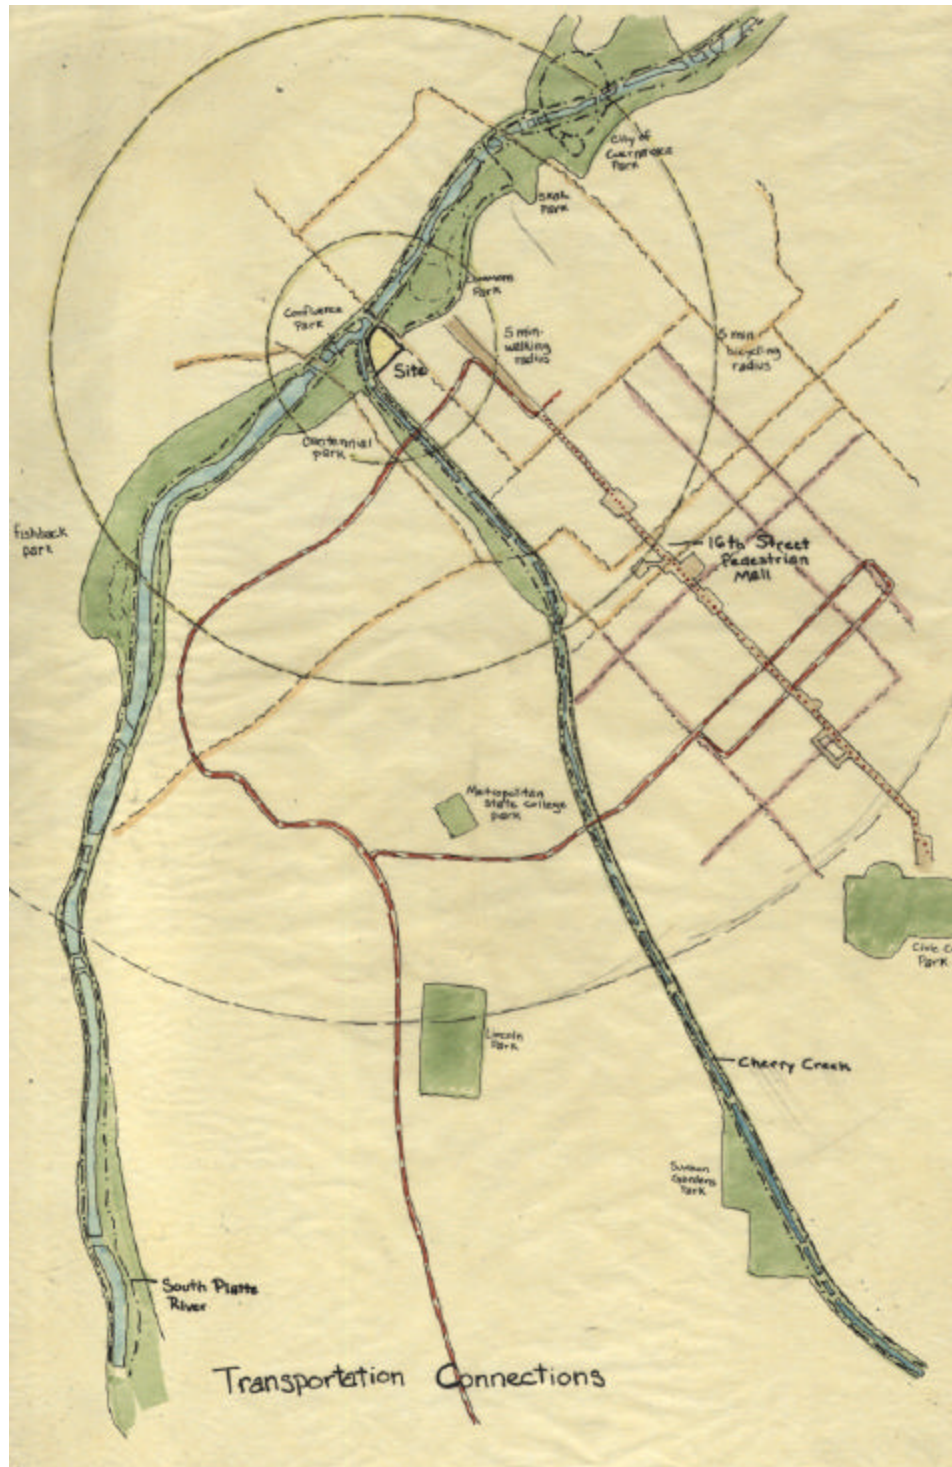 City of
Park
Skate
Park
Commons
Park
Confluence
Park
5 min.
walking
radius
5 min
bicycling
radius
Site
Centennial
park
fishback
park
16th Street
Pedestrian
Mall
Metropolitan
State College
park
Civic C
Park
Lincoln
Park
Cherry Creek
Sunken
Gardens
Park
South Platte
River
Transportation Connections